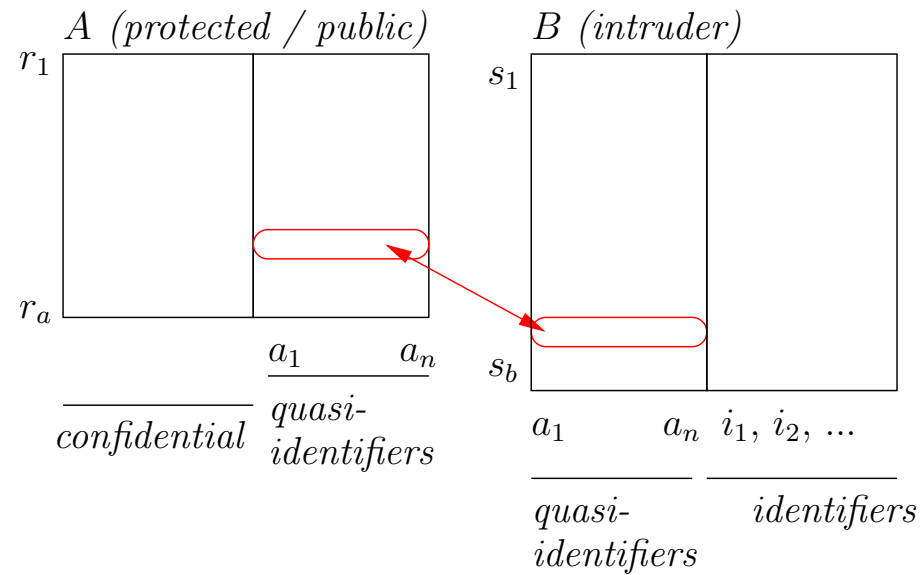 A (protected / public)
B (intruder)
r1
s1
ra
a1 an
sb
confidential
quasi-
identifiers
a1 an i1, i2, ...
quasi-
identifiers
identifiers